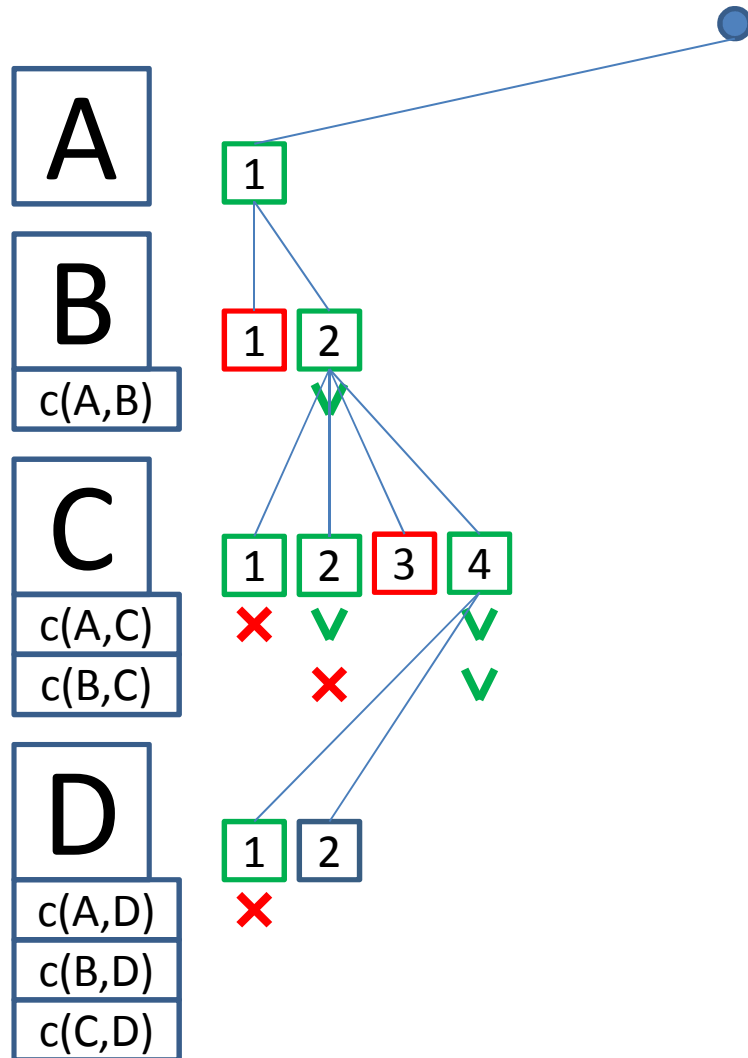 A
1
B
1 2
c(A,B)
C
1 2 3 4
c(A,C)
c(B,C)
D
1 2
c(A,D)
c(B,D)
c(C,D)